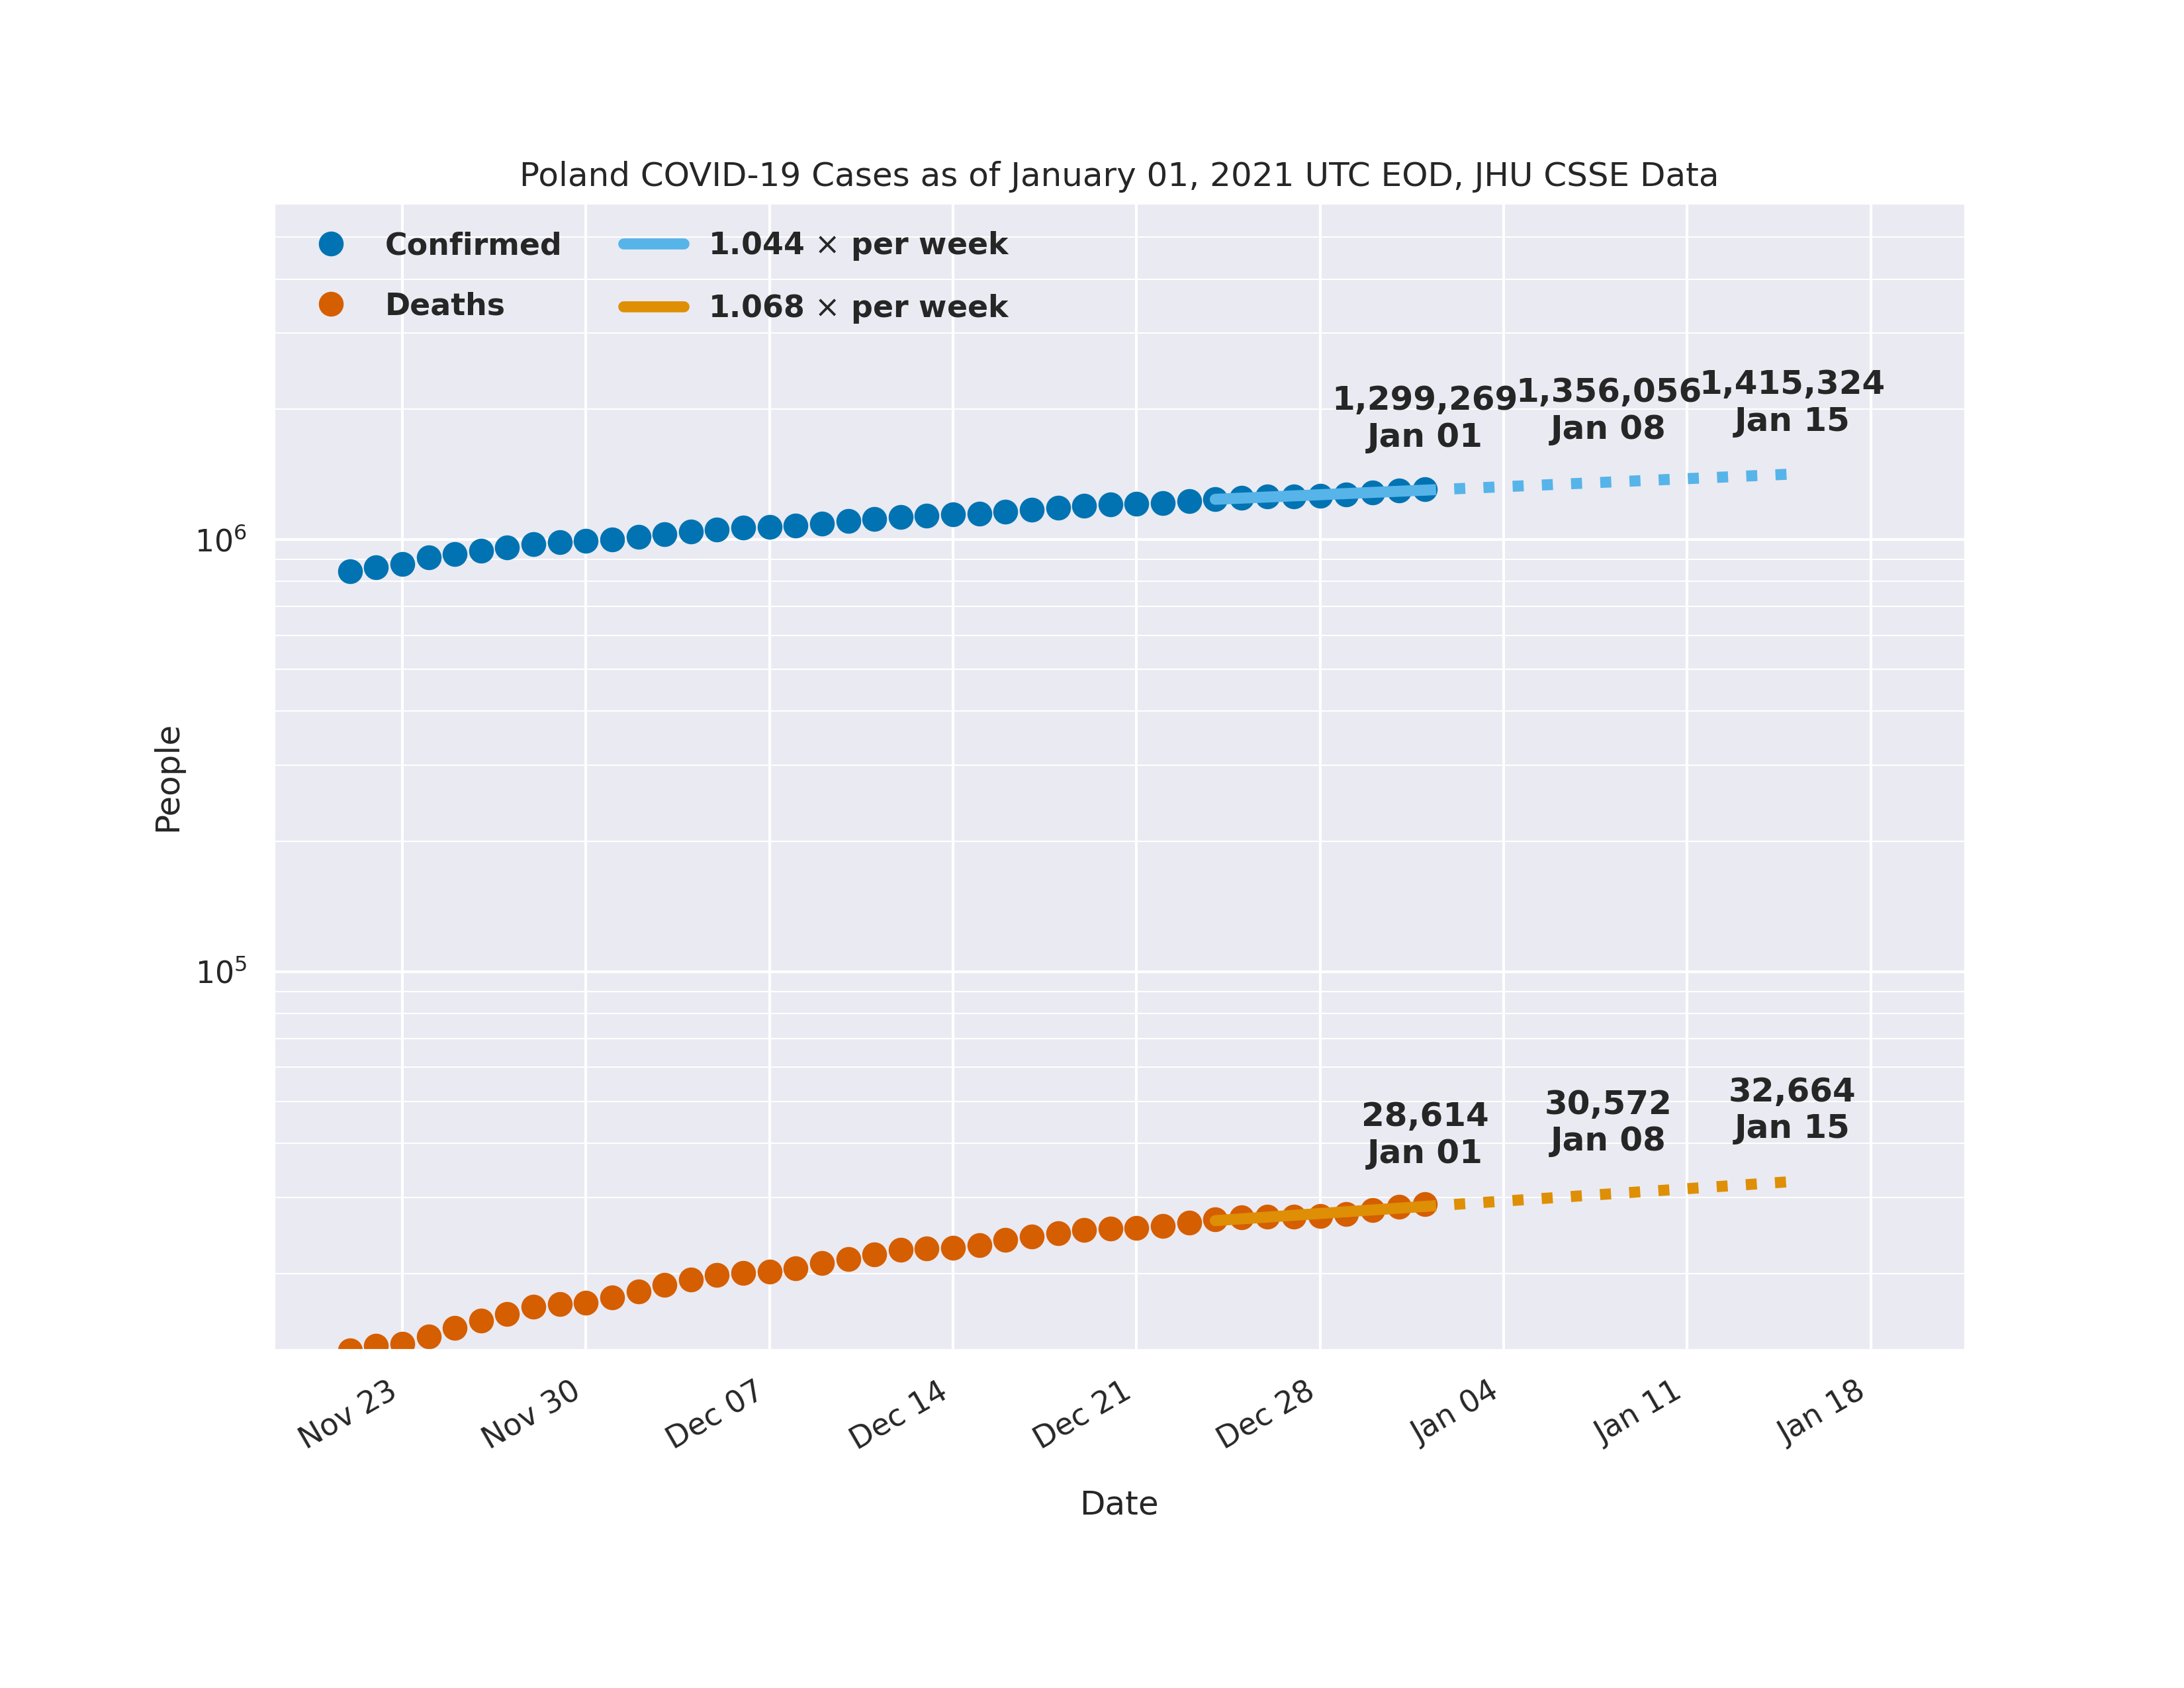 Poland COVID-19 Cases as of January 01, 2021 UTC EOD, JHU CSSE Data
Confirmed
Deaths
1.044 × per week
1.068 × per week
1,299,269
Jan 01
1,356,056
Jan 08
1,415,324
Jan 15
10⁶
10⁵
People
28,614
Jan 01
30,572
Jan 08
32,664
Jan 15
Nov 23
Nov 30
Dec 07
Dec 14
Dec 21
Dec 28
Jan 04
Jan 11
Jan 18
Date